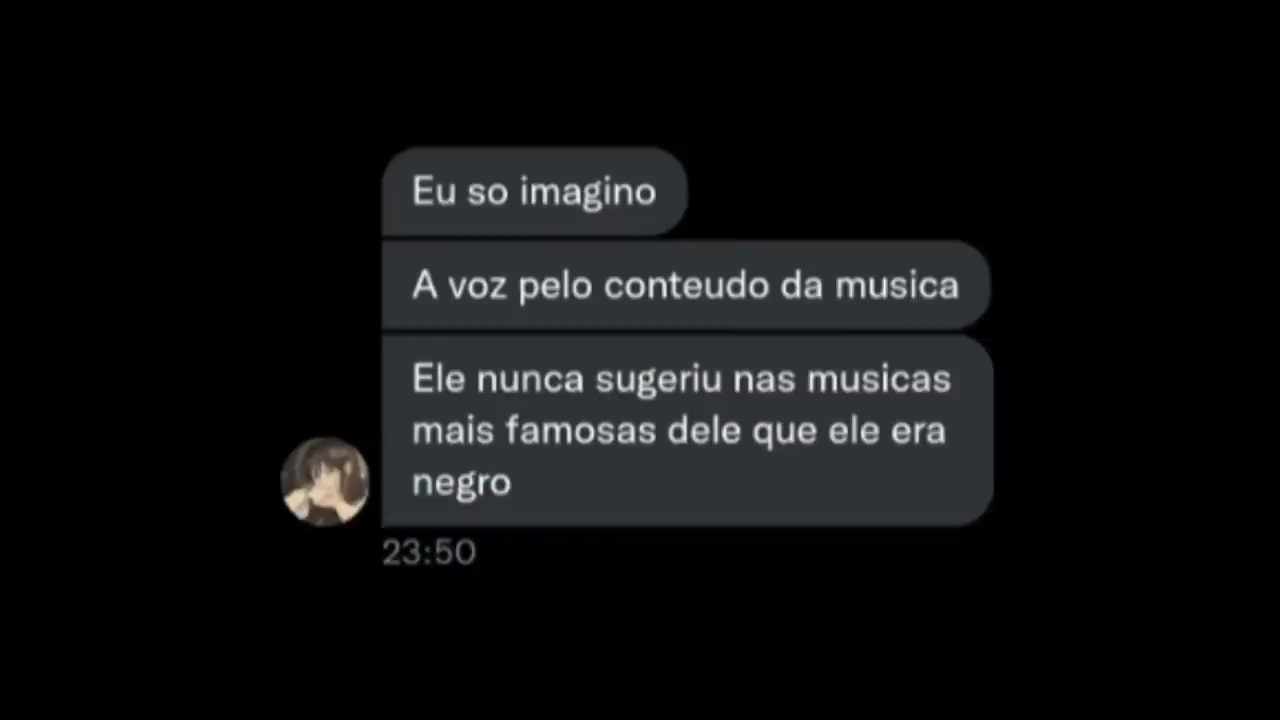 Eu so imagino
A voz pelo conteudo da musica
Ele nunca sugeriu nas musicas
mais famosas dele que ele era
negro
23:50